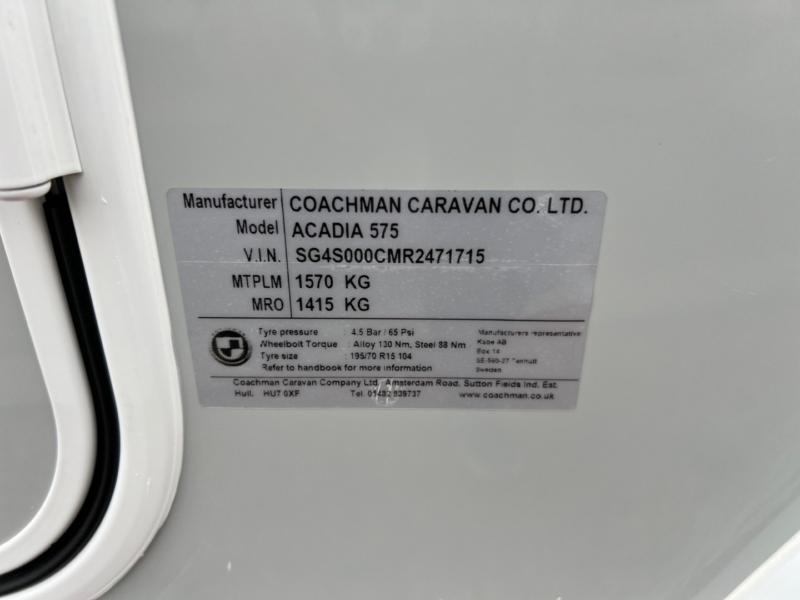 Manufacturer COACHMAN CARAVAN CO. LTD.
Model ACADIA 575
V.I.N. SG4S000CMR2471715
MTPLM 1570 KG
MRO 1415 KG
Tyre pressure : 4.5 Bar / 65 Psi
Wheelbolt Torque : Alloy 130 Nm, Steel 88 Nm
Tyre size : 195/70 R15 104
Refer to handbook for more information
Manufacturers representative
Kabe AB
Box 14
Sweden
Coachman Caravan Company Ltd. Amsterdam Road, Sutton Fields Ind. Est.
Hull. HU7 0XF Tel. 01482 839737 www.coachman.co.uk